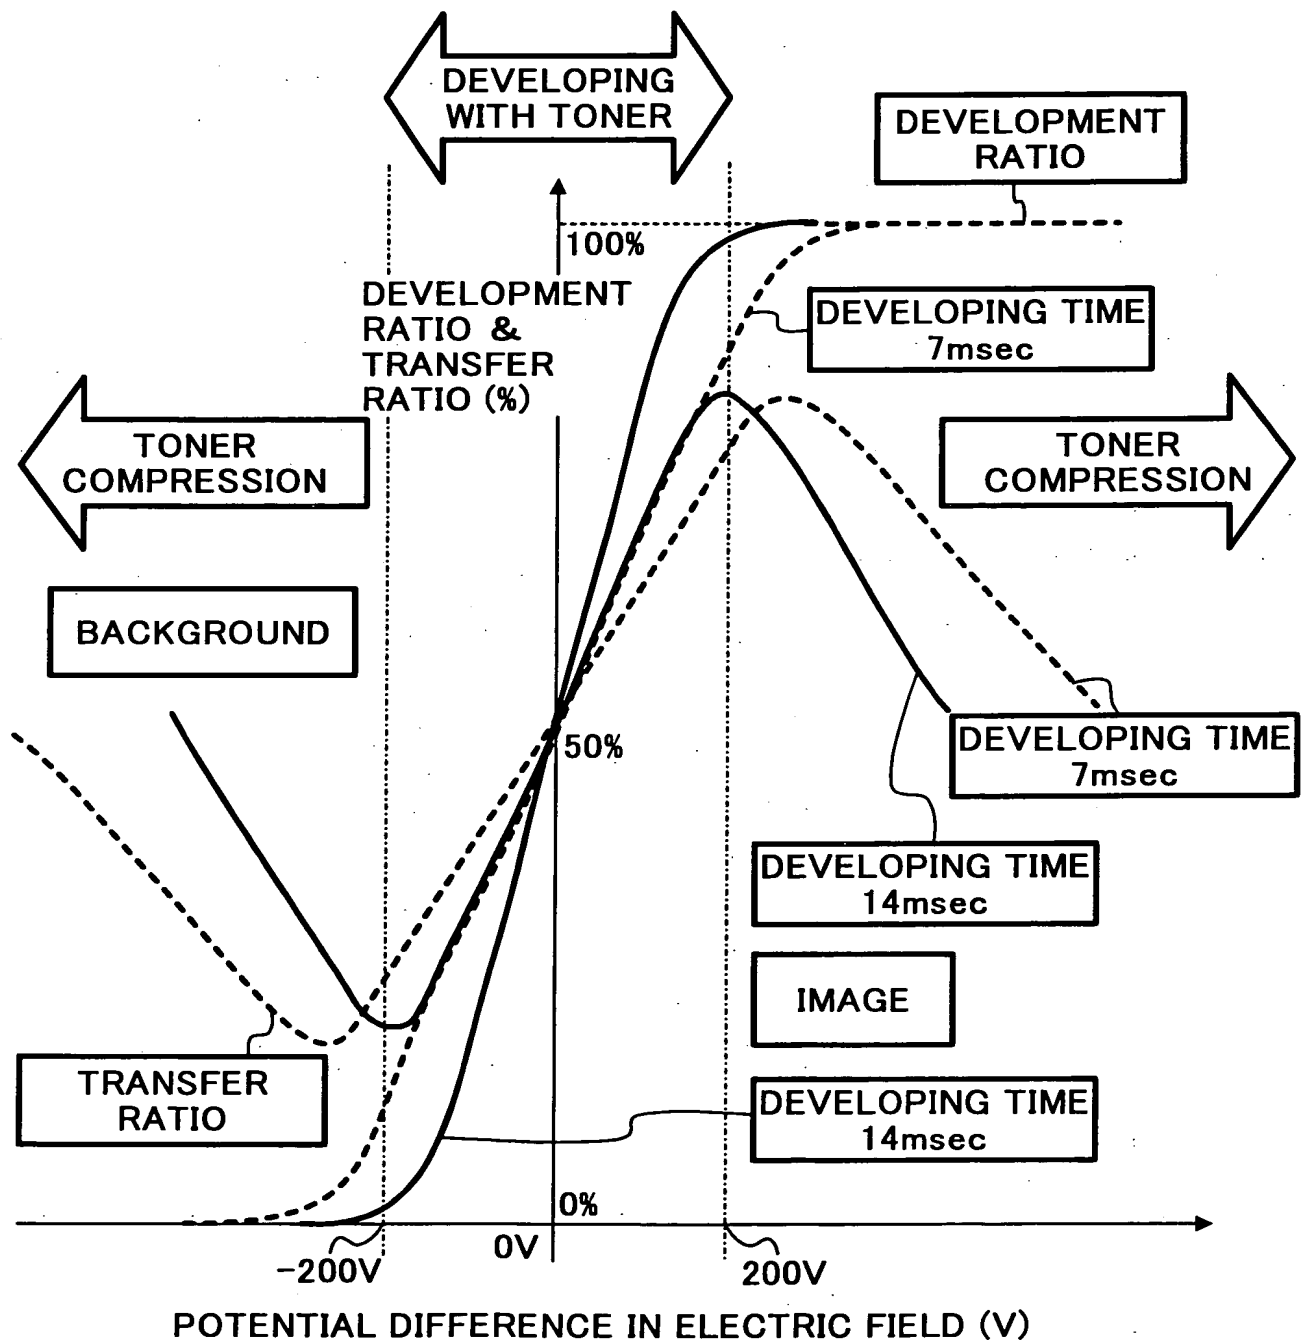 DEVELOPING
WITH TONER
DEVELOPMENT
RATIO
100%
DEVELOPMENT
RATIO &
TRANSFER
RATIO (%)
DEVELOPING TIME
7msec
TONER
COMPRESSION
TONER
COMPRESSION
BACKGROUND
50%
DEVELOPING TIME
7msec
DEVELOPING TIME
14msec
IMAGE
TRANSFER
RATIO
DEVELOPING TIME
14msec
0%
0V
-200V
200V
POTENTIAL DIFFERENCE IN ELECTRIC FIELD (V)